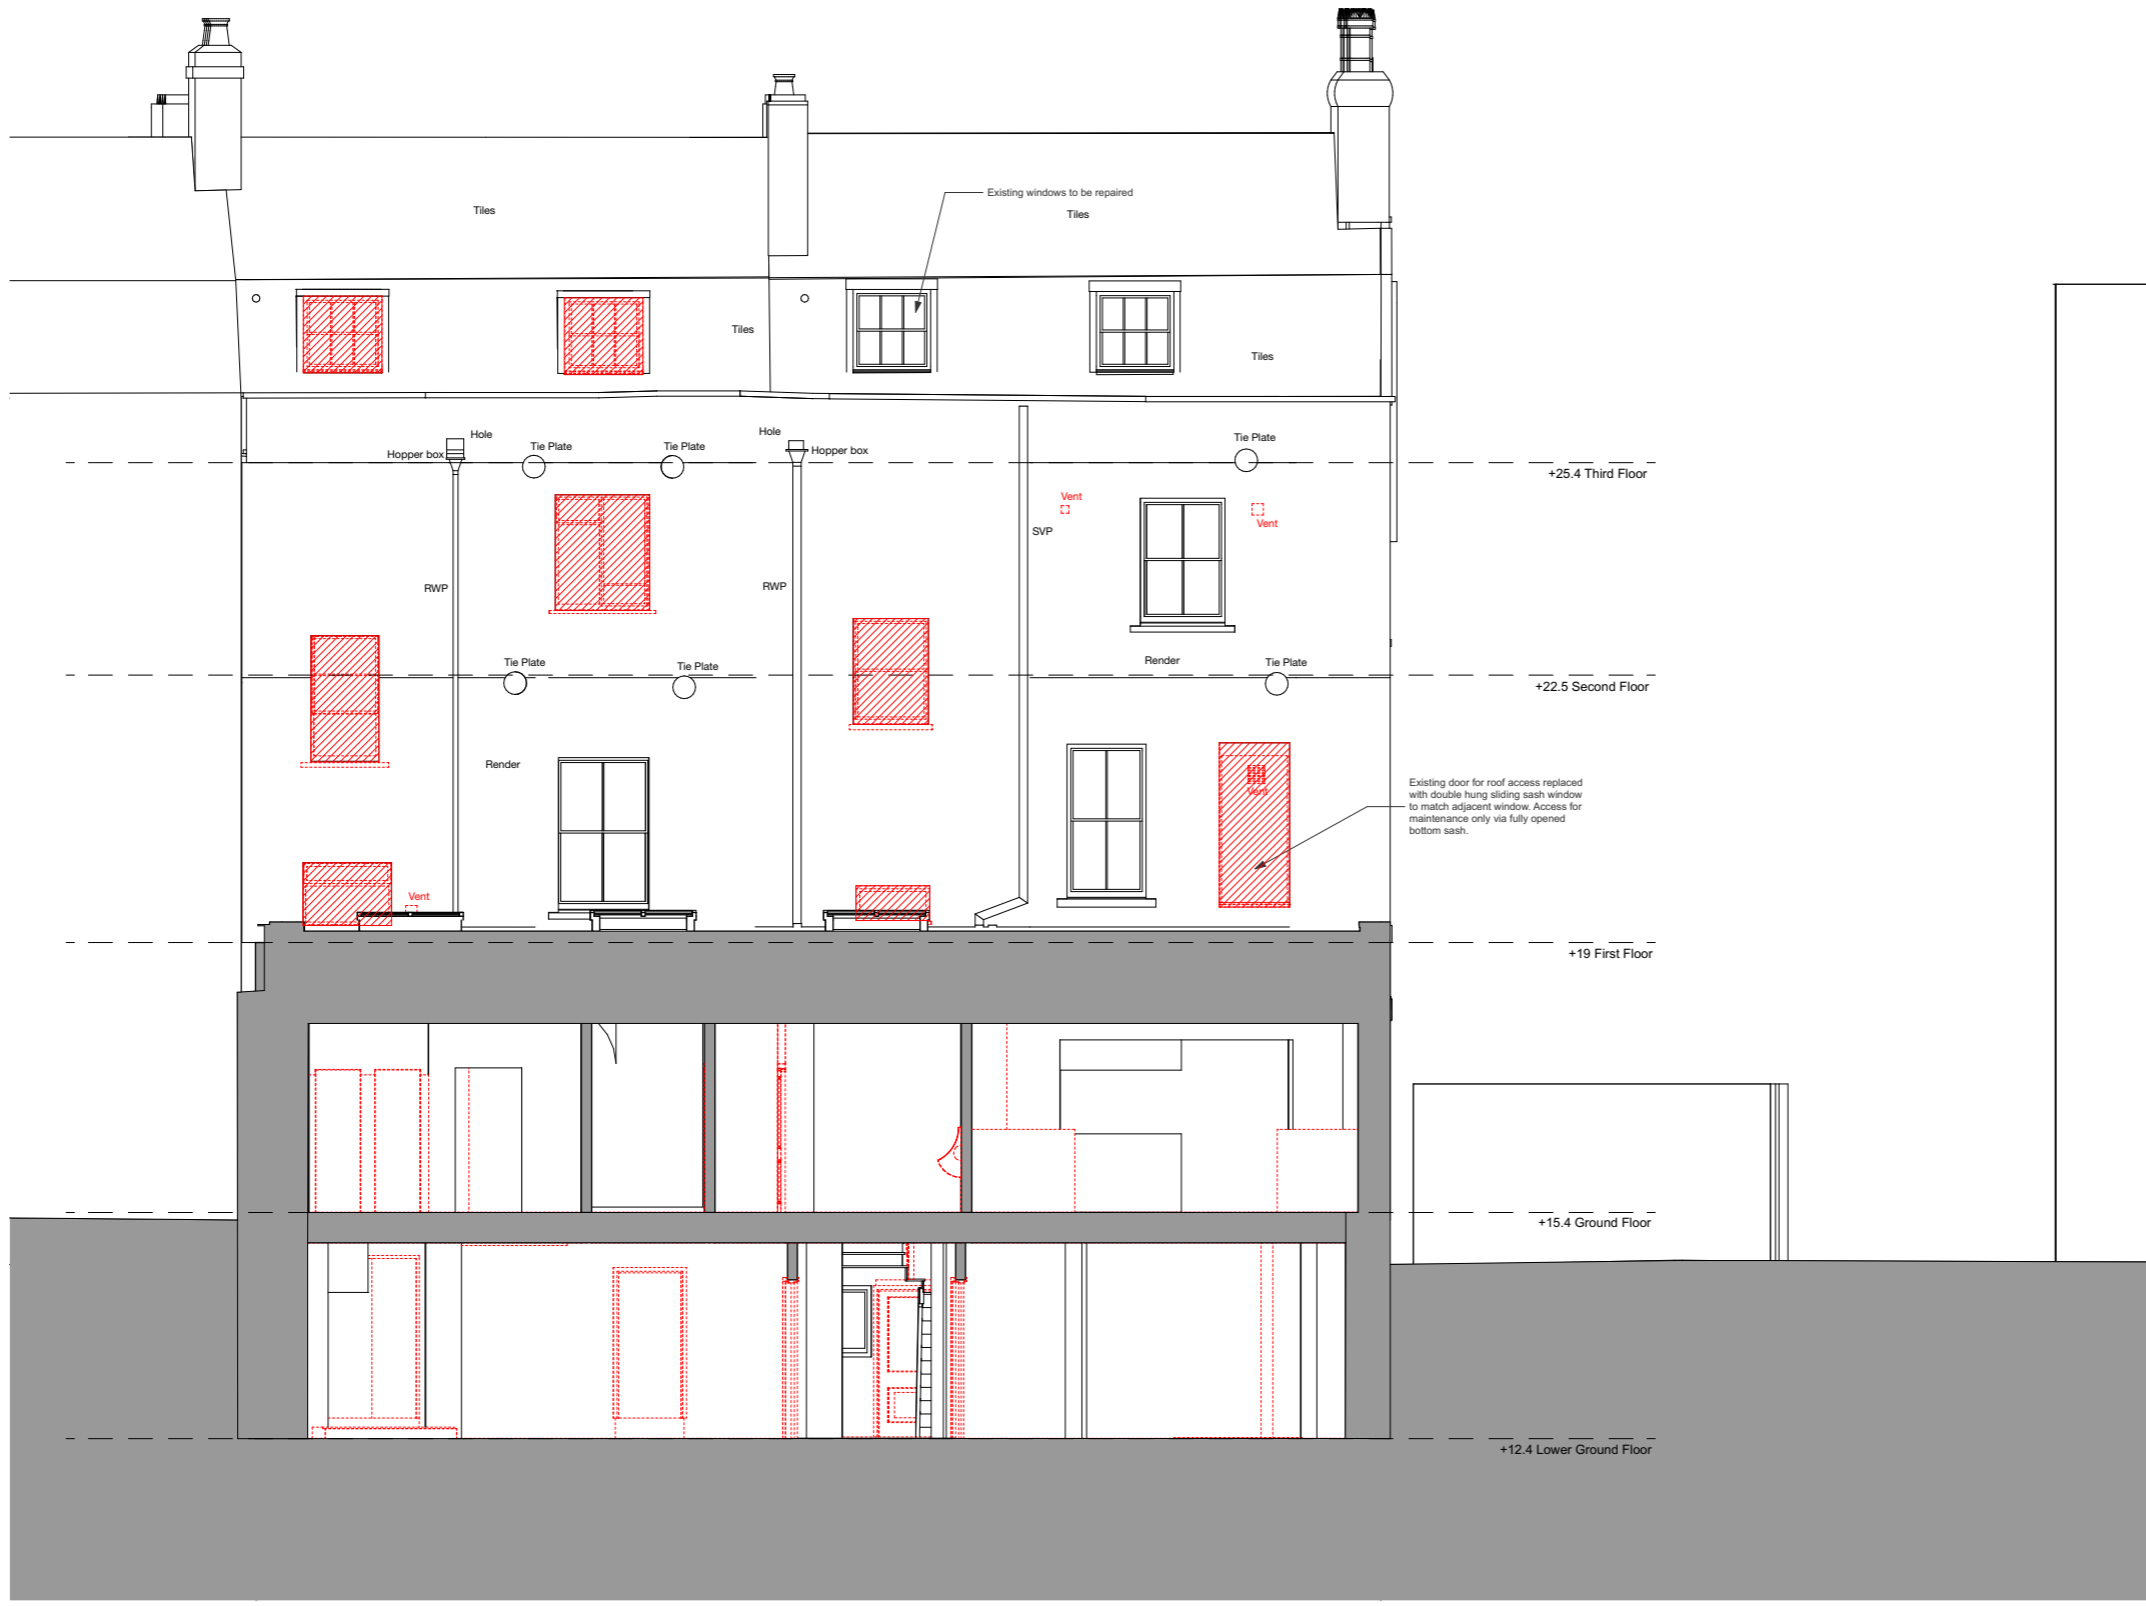 Existing windows to be repaired
Tiles
Tiles
Tiles
Tiles
Hole
Hopper box
Tie Plate
Tie Plate
Hole
Hopper box
Tie Plate
+25.4 Third Floor
Vent
Vent
SVP
RWP
RWP
Render
Tie Plate
Tie Plate
Tie Plate
+22.5 Second Floor
Render
Vent
Existing door for roof access replaced
with double hung sliding sash window
to match adjacent window. Access for
maintenance only via fully opened
bottom sash.
Vent
+19 First Floor
+15.4 Ground Floor
+12.4 Lower Ground Floor